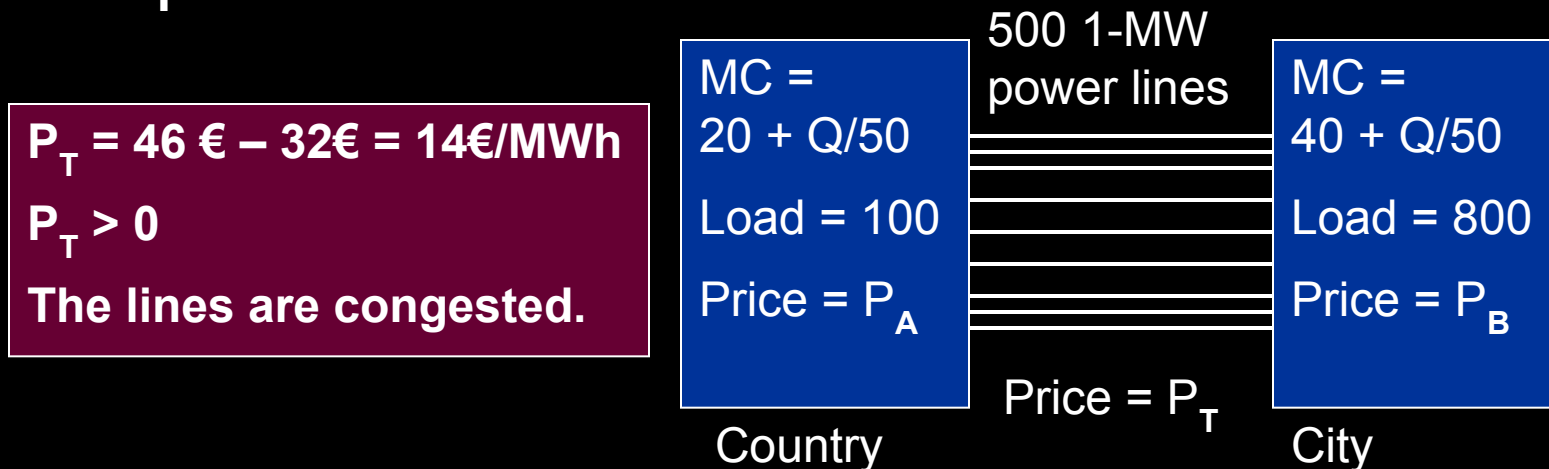 P_T = 46 € – 32€ = 14€/MWh
P_T > 0
The lines are congested.
MC =
20 + Q/50
Load = 100
Price = P_A
Country
500 1-MW
power lines
Price = P_T
MC =
40 + Q/50
Load = 800
Price = P_B
City